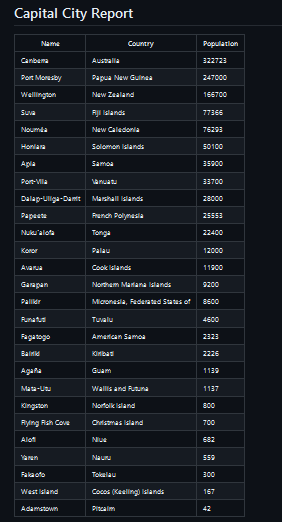 Capital City Report
Name Country Population
Canberra Australia 322723
Port Moresby Papua New Guinea 247000
Wellington New Zealand 166700
Suva Fiji Islands 77366
Nouméa New Caledonia 76293
Honiara Solomon Islands 50100
Apia Samoa 35900
Port-Vila Vanuatu 33700
Dalap-Uliga-Darrit Marshall Islands 28000
Papeete French Polynesia 25553
Nuku'alofa Tonga 22400
Koror Palau 12000
Avarua Cook Islands 11900
Garapan Northern Mariana Islands 9200
Palikir Micronesia, Federated States of 8600
Funafuti Tuvalu 4600
Fagatogo American Samoa 2323
Bairiki Kiribati 2226
Agaña Guam 1139
Mata-Utu Wallis and Futuna 1137
Kingston Norfolk Island 800
Flying Fish Cove Christmas Island 700
Alofi Niue 682
Yaren Nauru 559
Fakaofo Tokelau 300
West Island Cocos (Keeling) Islands 167
Adamstown Pitcairn 42